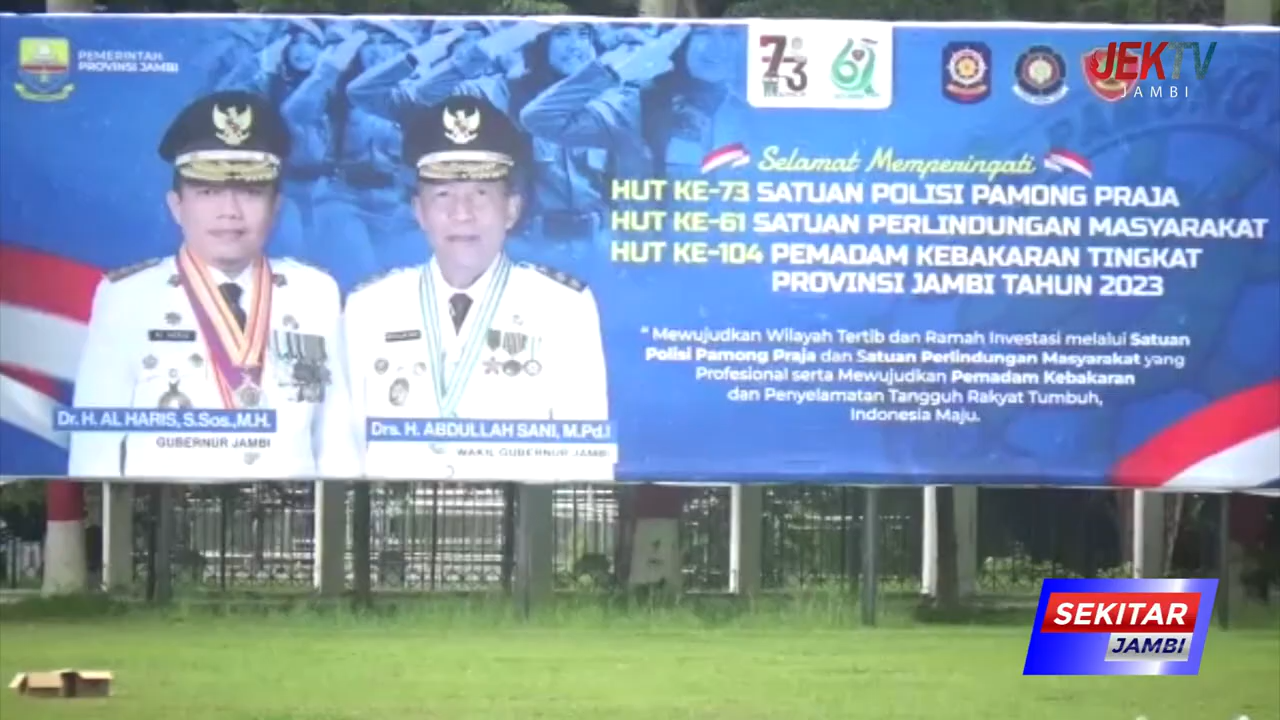 PEMERINTAH
PROVINSI JAMBI
73
61
JEKTV
JAMBI
Selamat Memperingati
HUT KE-73 SATUAN POLISI PAMONG PRAJA
HUT KE-61 SATUAN PERLINDUNGAN MASYARAKAT
HUT KE-104 PEMADAM KEBAKARAN TINGKAT
PROVINSI JAMBI TAHUN 2023
" Mewujudkan Wilayah Tertib dan Ramah Investasi melalui Satuan
Polisi Pamong Praja dan Satuan Perlindungan Masyarakat yang
Profesional serta Mewujudkan Pemadam Kebakaran
dan Penyelamatan Tangguh Rakyat Tumbuh,
Indonesia Maju.
Dr. H. AL HARIS, S.Sos.,M.H.
GUBERNUR JAMBI
Drs. H. ABDULLAH SANI, M.Pd.I
WAKIL GUBERNUR JAMBI
SEKITAR
JAMBI